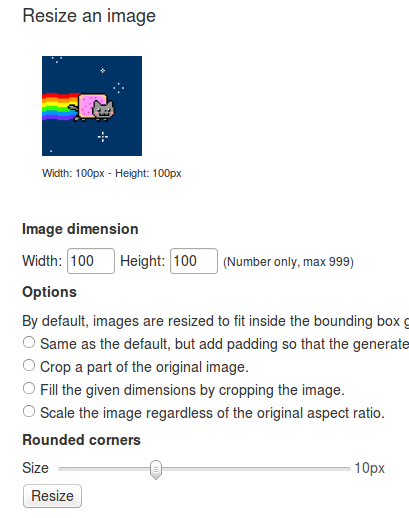 Resize an image
Width: 100px - Height: 100px
Image dimension
Width: 100 Height: 100 (Number only, max 999)
Options
By default, images are resized to fit inside the bounding box g
Same as the default, but add padding so that the generate
Crop a part of the original image.
Fill the given dimensions by cropping the image.
Scale the image regardless of the original aspect ratio.
Rounded corners
Size 10px
Resize